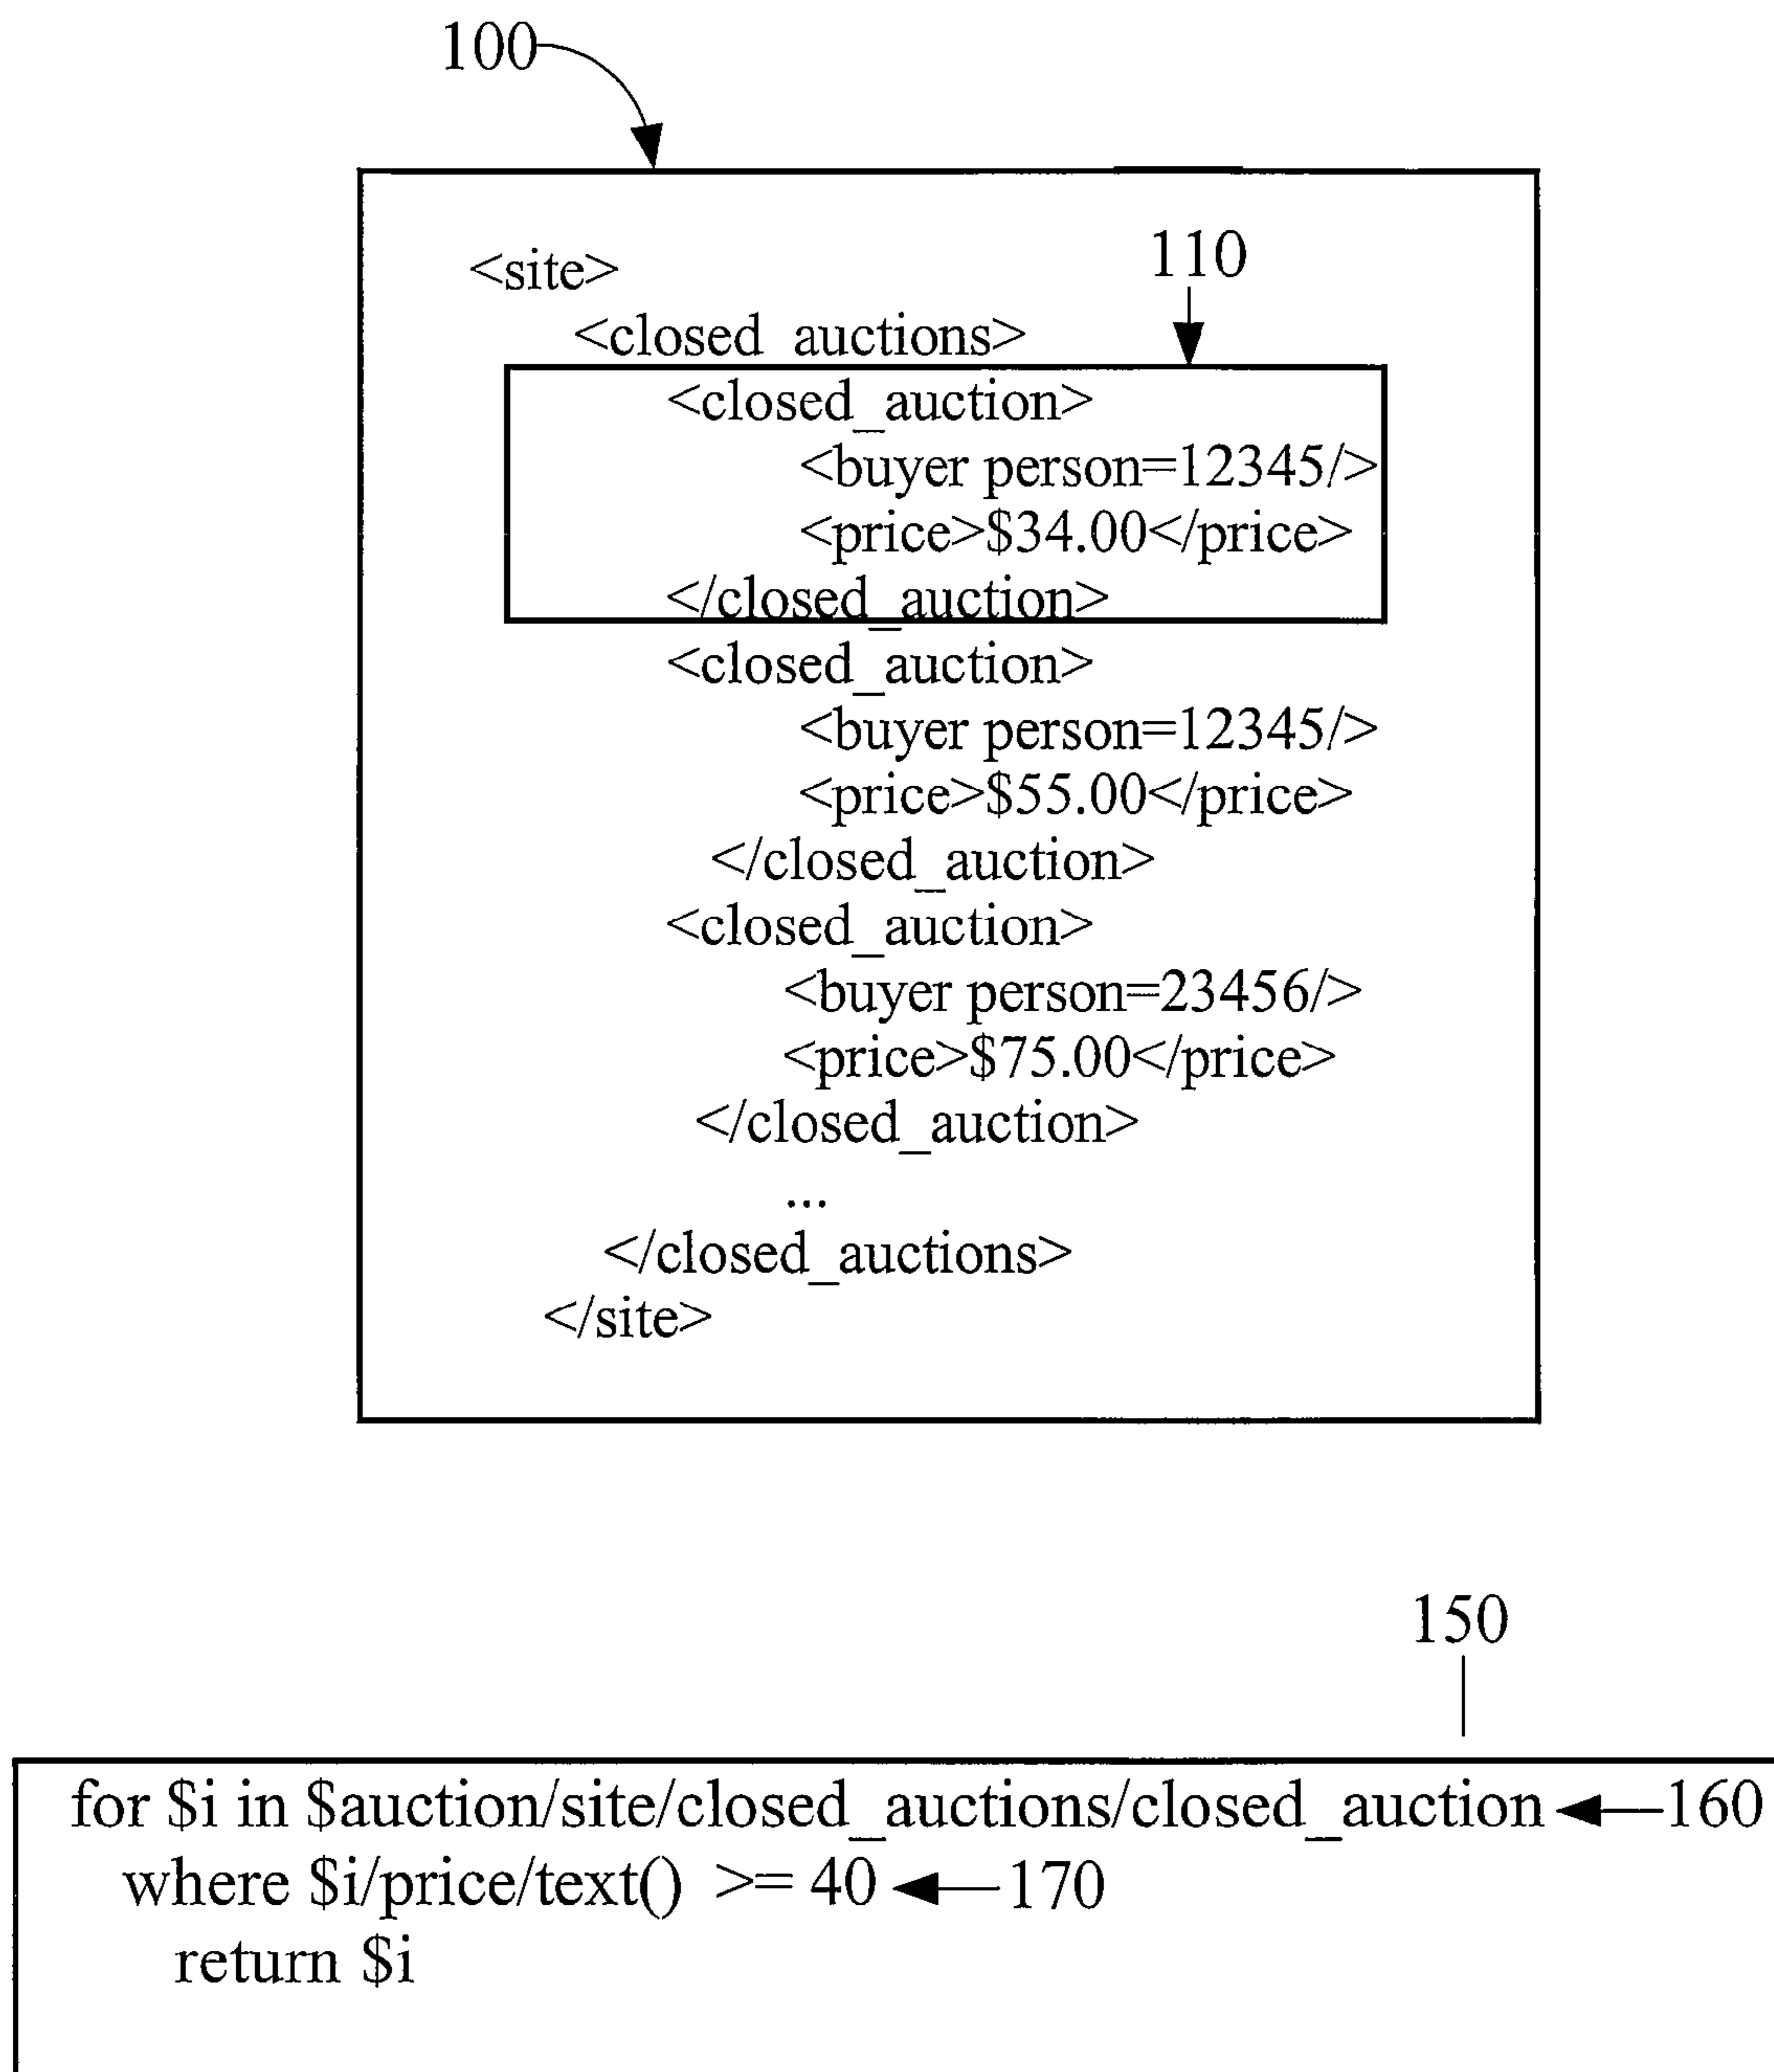 100
110
<site>
<closed_auctions>
<closed_auction>
<buyer person=12345/>
<price>$34.00</price>
</closed_auction>
<closed_auction>
<buyer person=12345/>
<price>$55.00</price>
</closed_auction>
<closed_auction>
<buyer person=23456/>
<price>$75.00</price>
</closed_auction>
...
</closed_auctions>
</site>
150
for $i in $auction/site/closed_auctions/closed_auction 160
where $i/price/text() >= 40 170
return $i